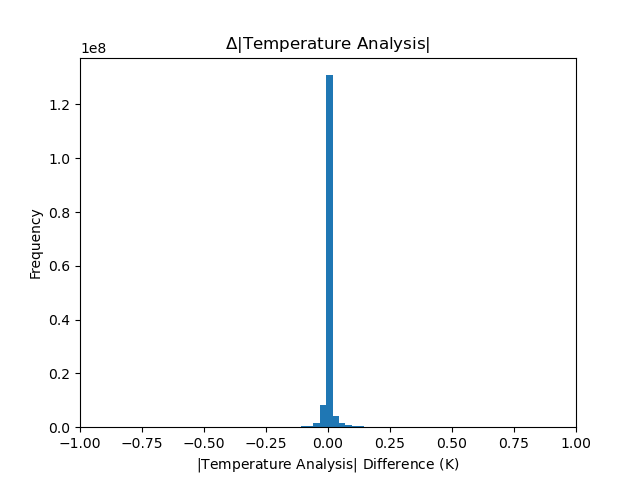 Δ|Temperature Analysis|
1e8
1.2
1.0
0.8
0.6
0.4
0.2
0.0
Frequency
−1.00 −0.75 −0.50 −0.25 0.00 0.25 0.50 0.75 1.00
|Temperature Analysis| Difference (K)